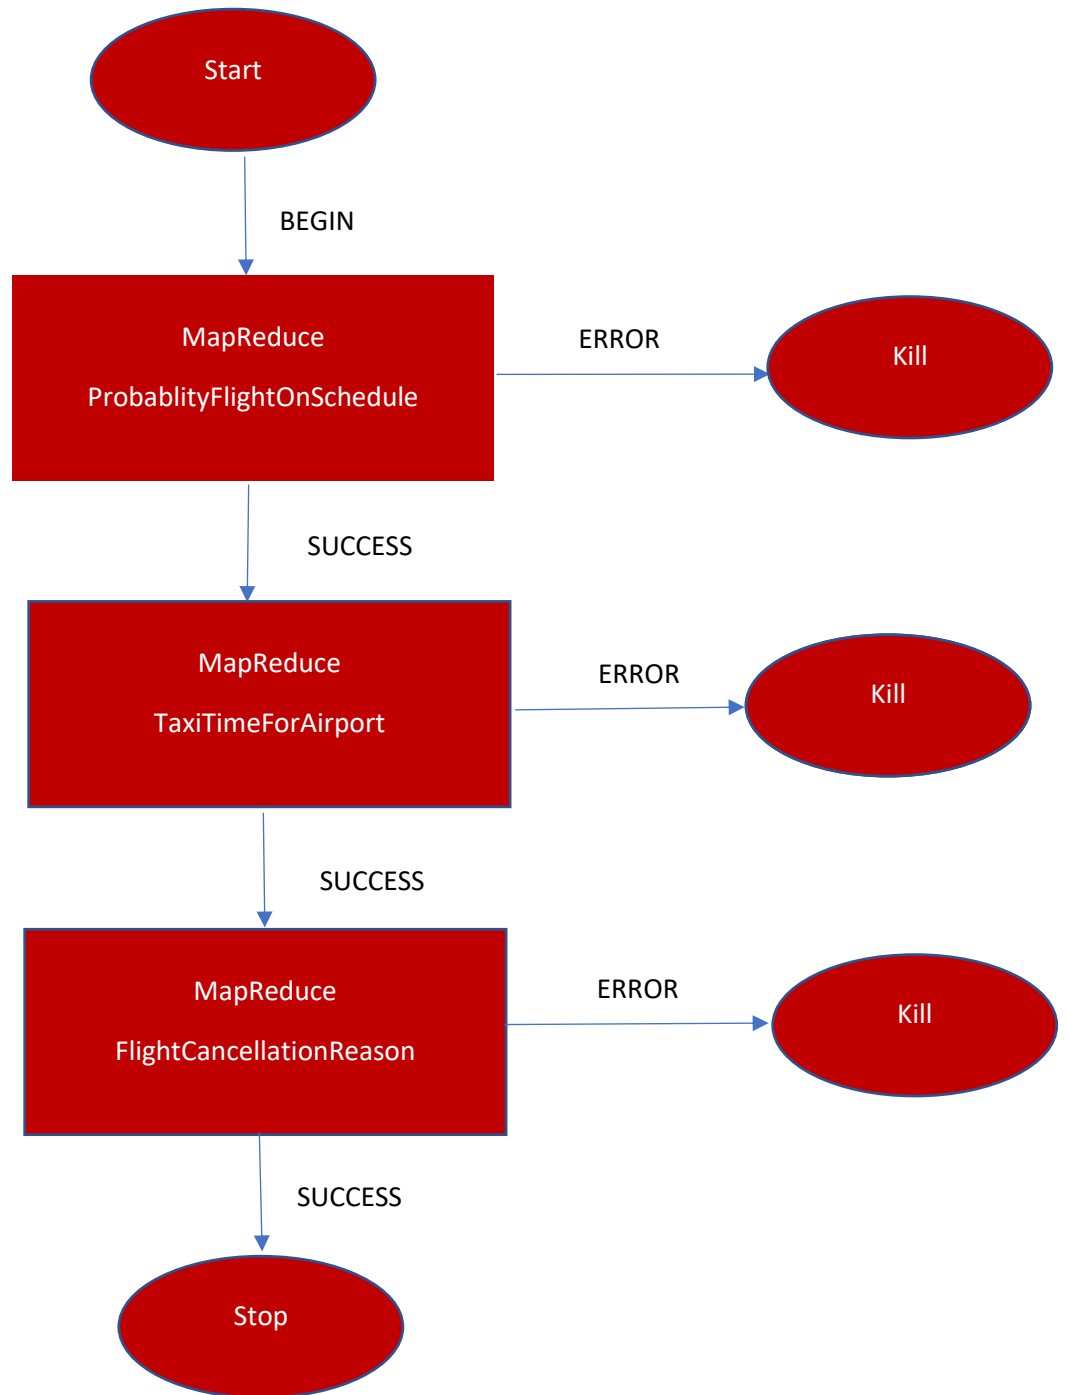 Start
BEGIN
MapReduce
ProbablityFlightOnSchedule
ERROR
Kill
SUCCESS
MapReduce
TaxiTimeForAirport
ERROR
Kill
SUCCESS
MapReduce
FlightCancellationReason
ERROR
Kill
SUCCESS
Stop